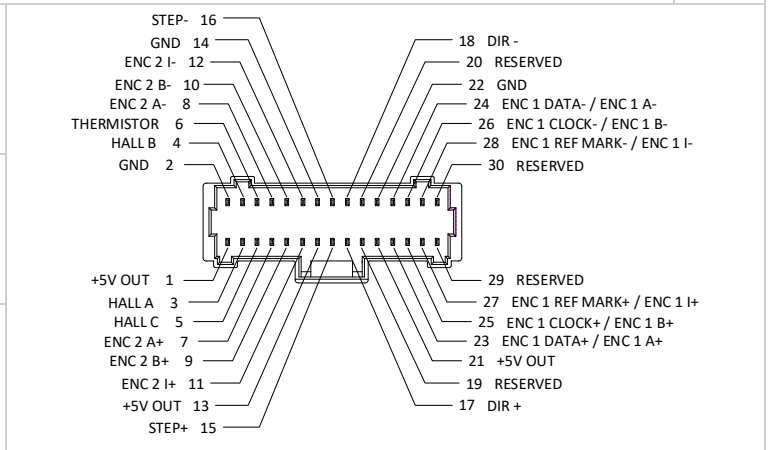 STEP- 16
GND 14
ENC 2 I- 12
ENC 2 B- 10
ENC 2 A- 8
THERMISTOR 6
HALL B 4
GND 2
18 DIR -
20 RESERVED
22 GND
24 ENC 1 DATA- / ENC 1 A-
26 ENC 1 CLOCK- / ENC 1 B-
28 ENC 1 REF MARK- / ENC 1 I-
30 RESERVED
+5V OUT 1
HALL A 3
HALL C 5
ENC 2 A+ 7
ENC 2 B+ 9
ENC 2 I+ 11
+5V OUT 13
STEP+ 15
29 RESERVED
27 ENC 1 REF MARK+ / ENC 1 I+
25 ENC 1 CLOCK+ / ENC 1 B+
23 ENC 1 DATA+ / ENC 1 A+
21 +5V OUT
19 RESERVED
17 DIR +